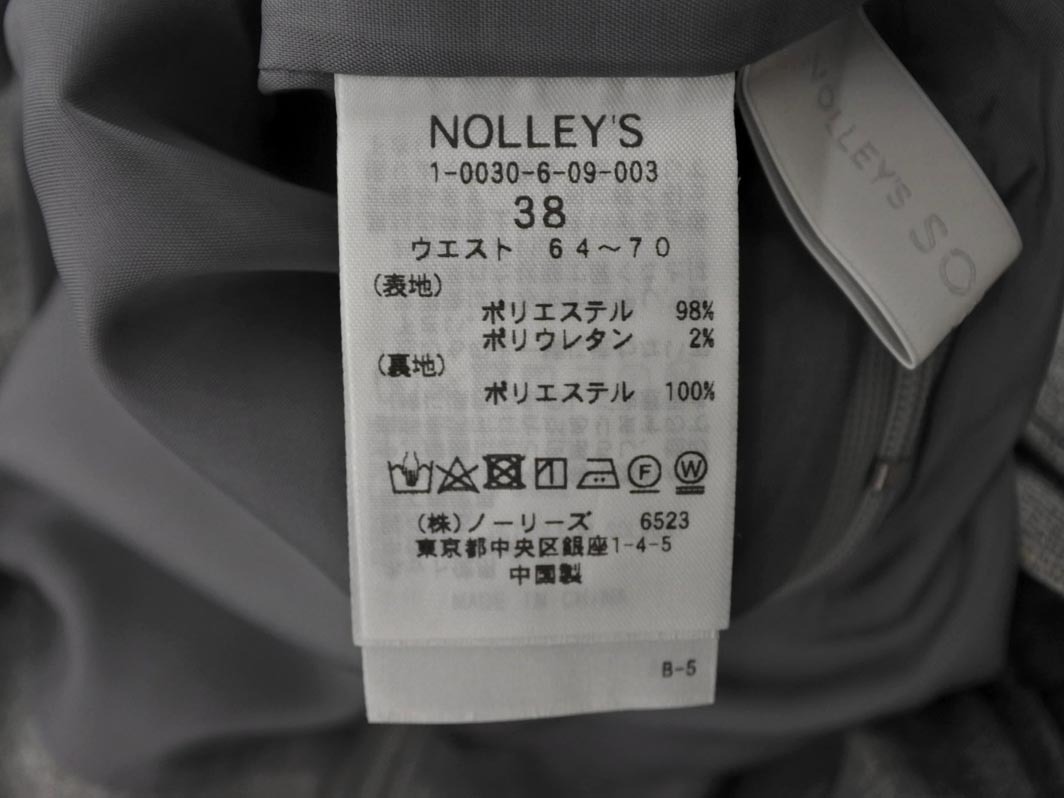 NOLLEY'S
1-0030-6-09-003
38
ウエスト 64～70
(表地)
ポリエステル 98%
ポリウレタン 2%
(裏地)
ポリエステル 100%
F W
(株)ノーリーズ 6523
東京都中央区銀座1-4-5
中国製
MADE IN CHINA
B-5
NOLLEY'S SO